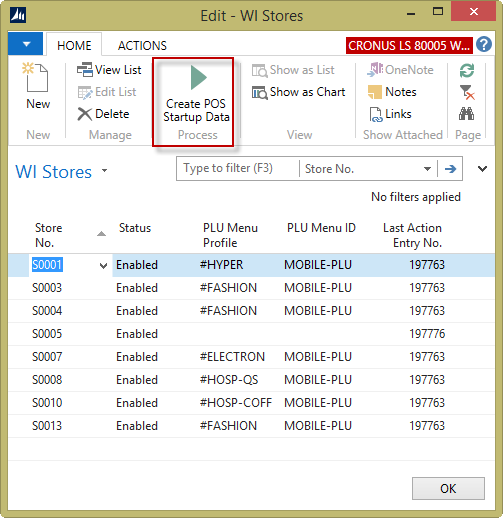 Edit - WI Stores
HOME ACTIONS
CRONUS LS 80005 W...
New
View List
Edit List
Delete
Create POS
Startup Data
Show as List
Show as Chart
OneNote
Notes
Links
New Manage Process View Show Attached Page
WI Stores
Type to filter (F3) Store No.
No filters applied
Store No. Status PLU Menu Profile PLU Menu ID Last Action Entry No.
S0001 Enabled #HYPER MOBILE-PLU 197763
S0003 Enabled #FASHION MOBILE-PLU 197763
S0004 Enabled #FASHION MOBILE-PLU 197763
S0005 Enabled 197776
S0007 Enabled #ELECTRON MOBILE-PLU 197763
S0008 Enabled #HOSP-QS MOBILE-PLU 197763
S0010 Enabled #HOSP-COFF MOBILE-PLU 197763
S0013 Enabled #FASHION MOBILE-PLU 197763
OK